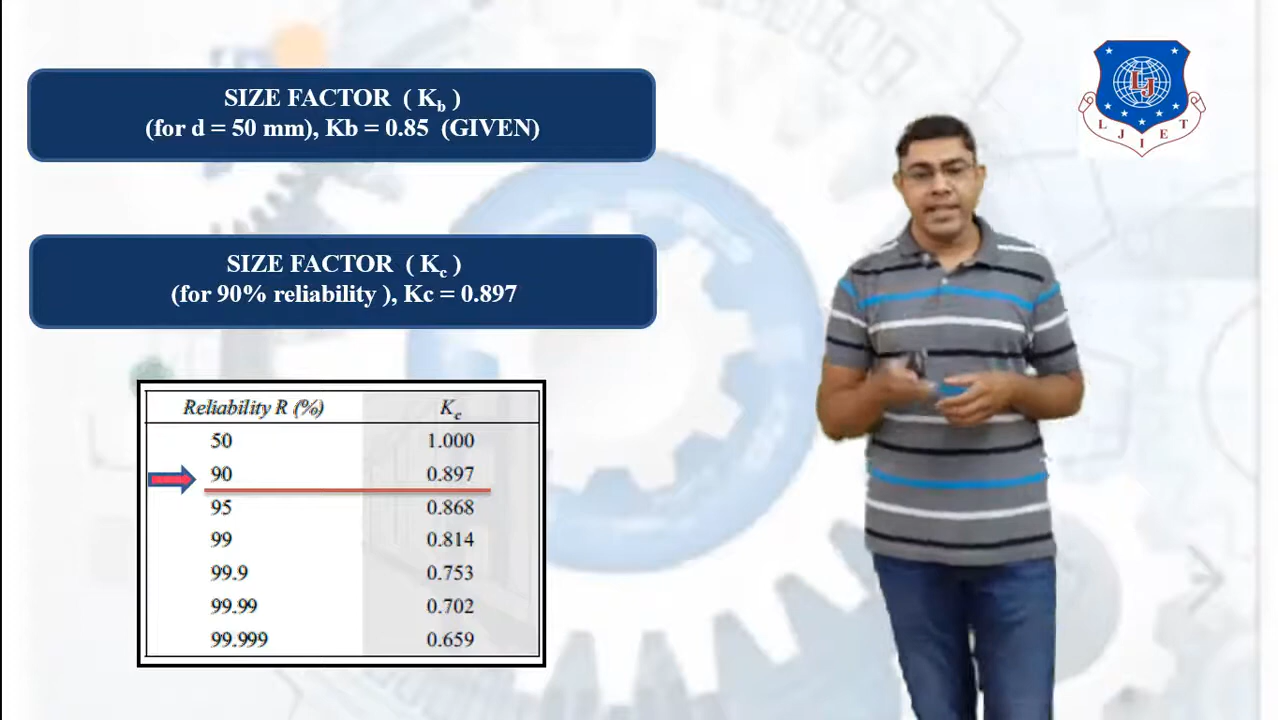 SIZE FACTOR ( Kb )
(for d = 50 mm), Kb = 0.85 (GIVEN)
SIZE FACTOR ( Kc )
(for 90% reliability ), Kc = 0.897
Reliability R (%) Kc
50 1.000
90 0.897
95 0.868
99 0.814
99.9 0.753
99.99 0.702
99.999 0.659
LJ
L J I E T